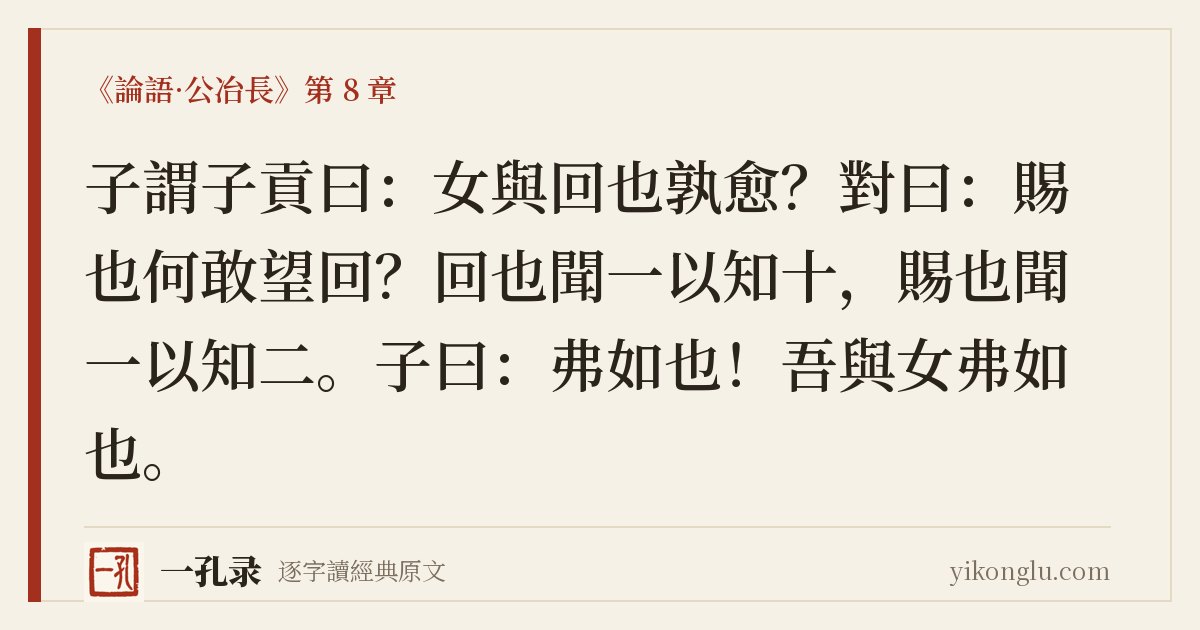 《論語·公冶長》第 8 章
子謂子貢曰：女與回也孰愈？對曰：賜
也何敢望回？回也聞一以知十，賜也聞
一以知二。子曰：弗如也！吾與女弗如
也。
一孔
一孔录 逐字讀經典原文
yikonglu.com